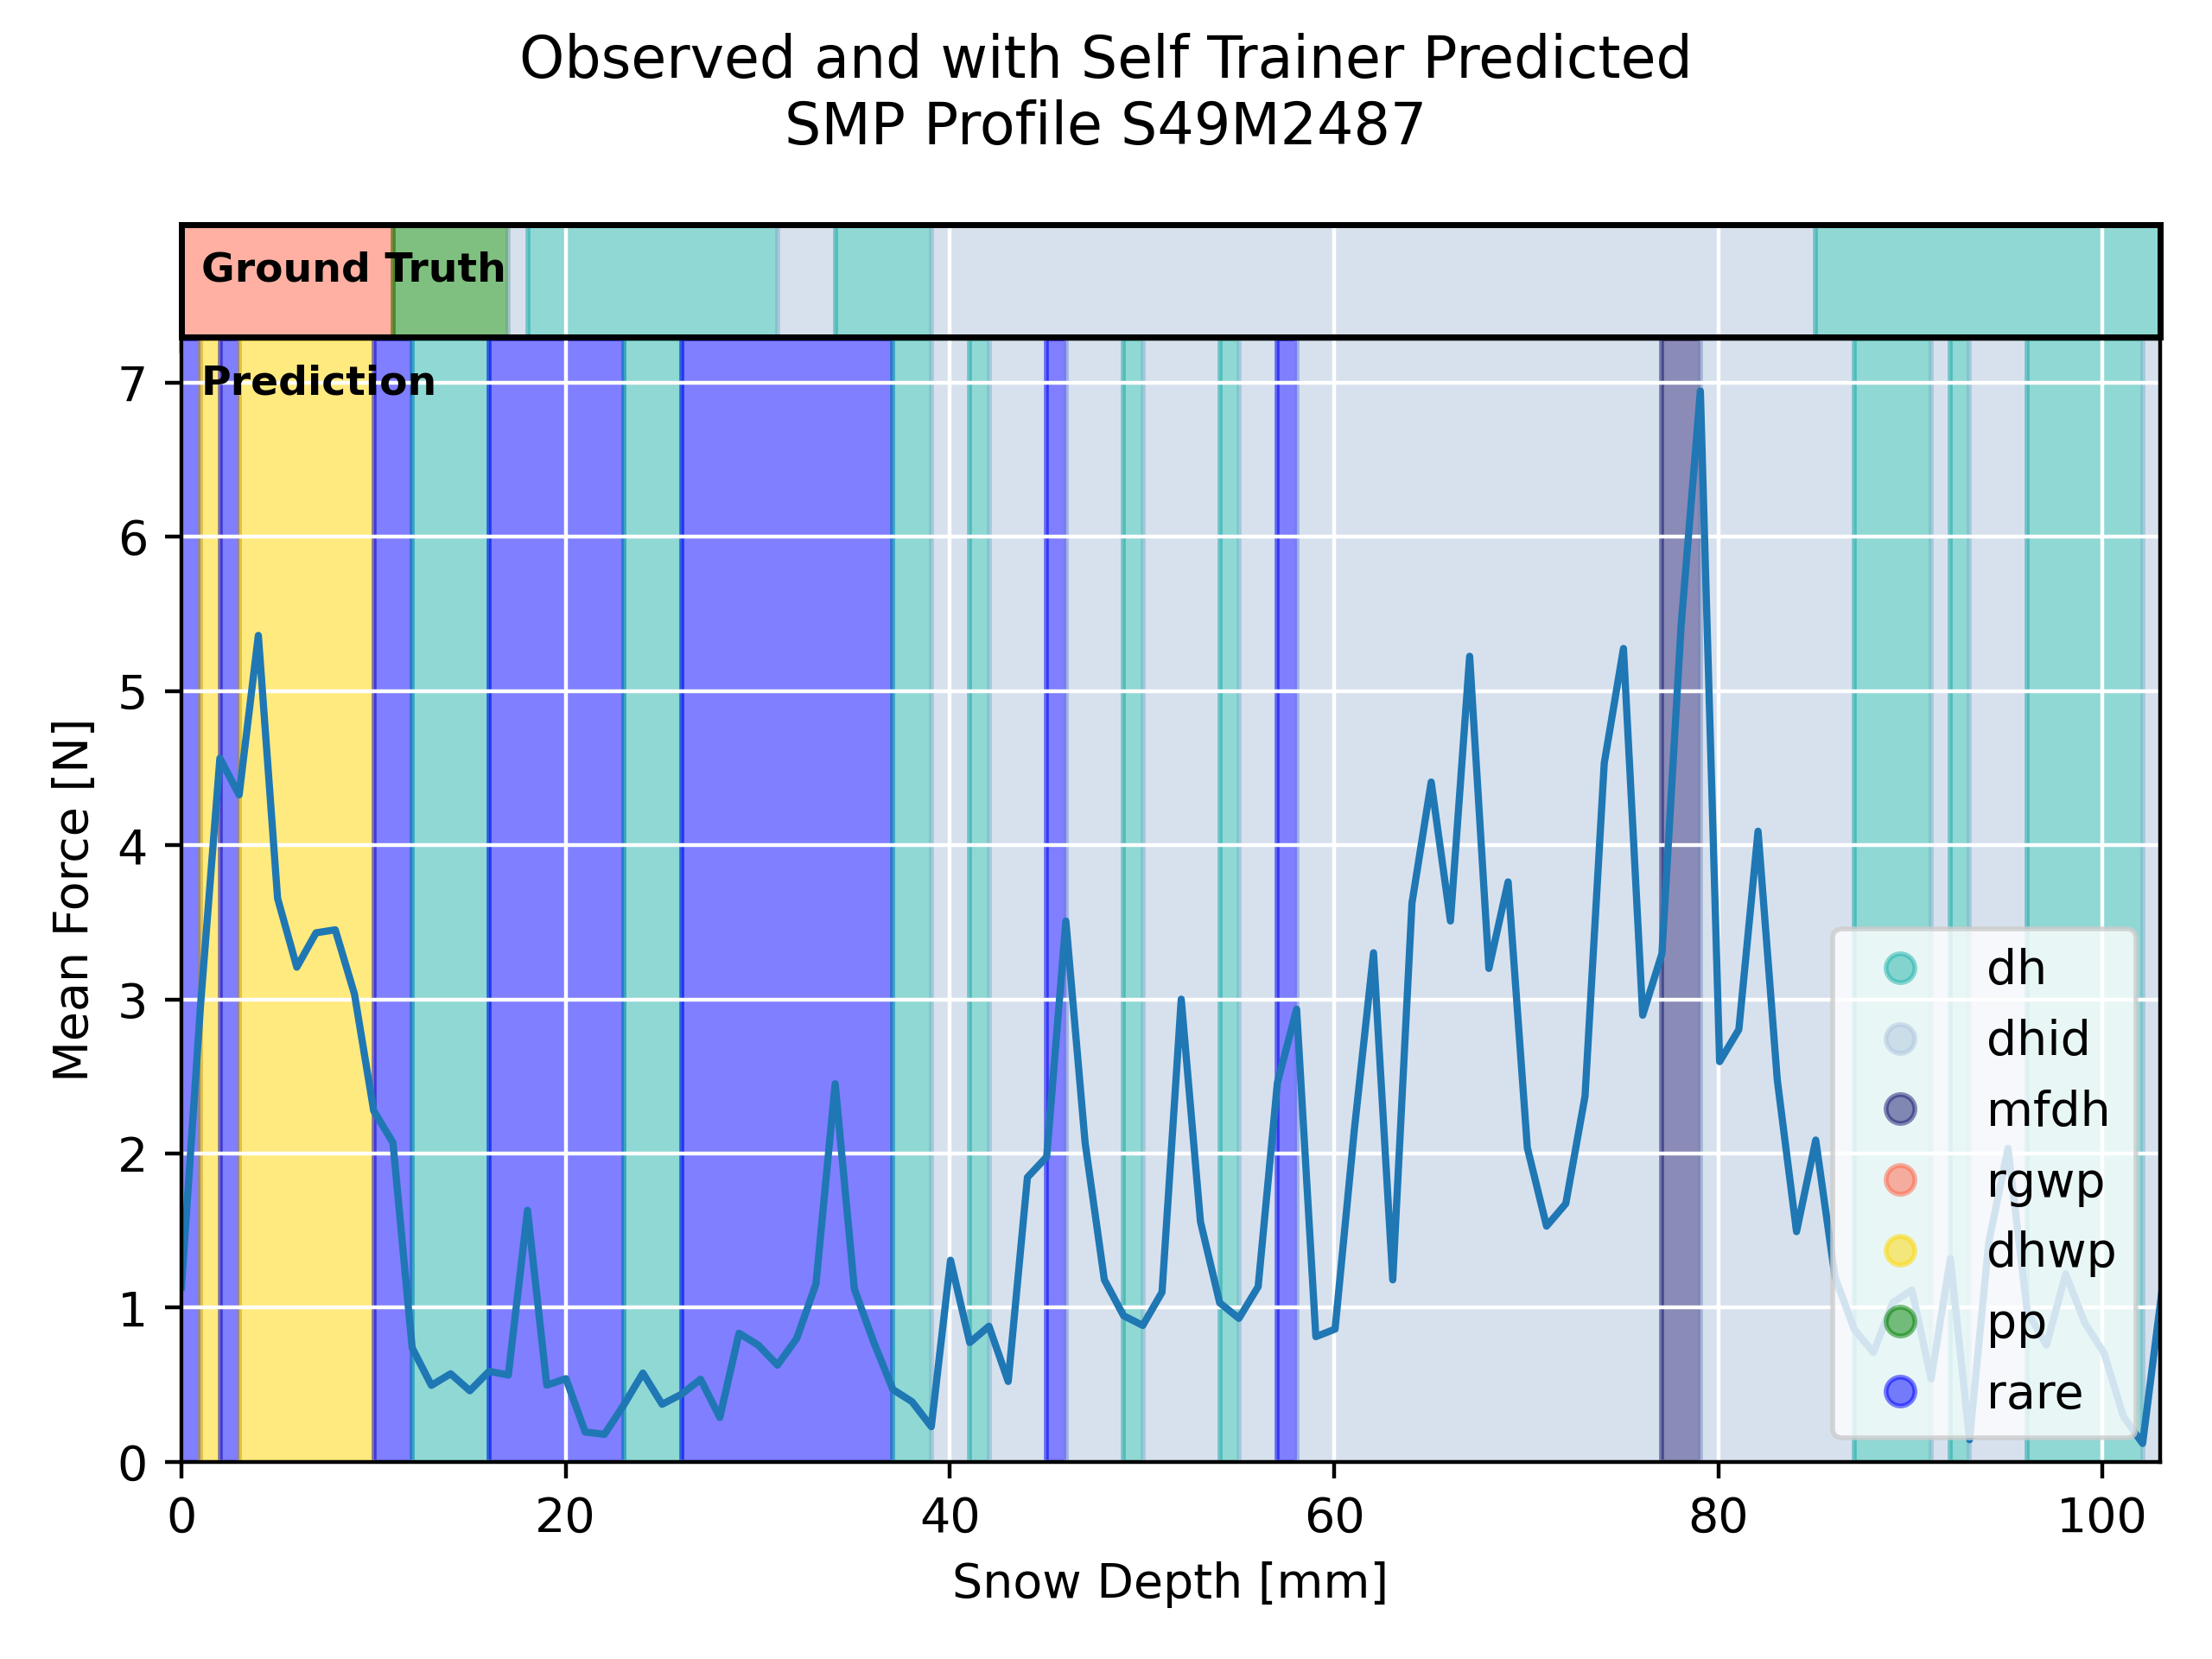 Observed and with Self Trainer Predicted
SMP Profile S49M2487
Ground Truth
Prediction
7
6
5
4
3
2
1
0
Mean Force [N]
dh
dhid
mfdh
rgwp
dhwp
pp
rare
0 20 40 60 80 100
Snow Depth [mm]